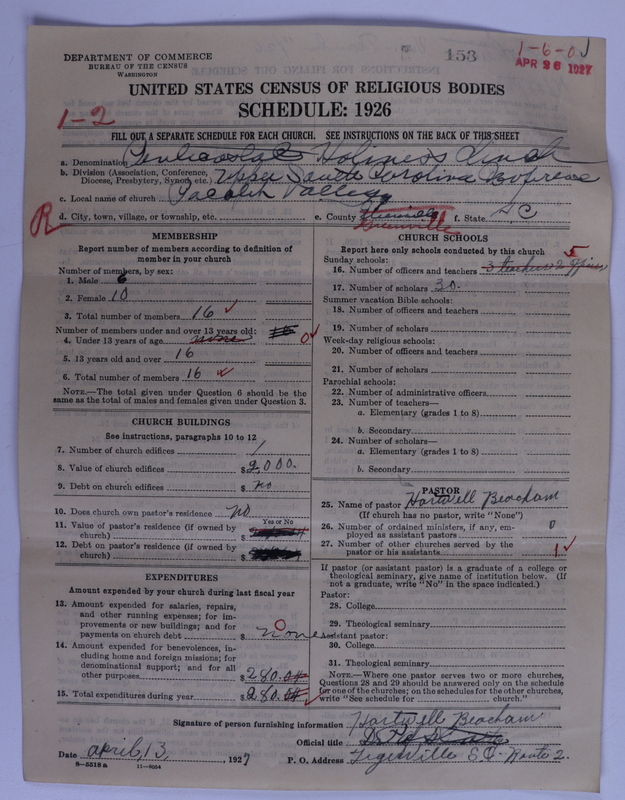 153
1-6-0
APR 26 1927
DEPARTMENT OF COMMERCE
BUREAU OF THE CENSUS
WASHINGTON
UNITED STATES CENSUS OF RELIGIOUS BODIES
1-2
SCHEDULE: 1926
FILL OUT A SEPARATE SCHEDULE FOR EACH CHURCH. SEE INSTRUCTIONS ON THE BACK OF THIS SHEET
a. Denomination Holiness
b. Division (Association, Conference, Diocese, Presbytery, Synod, etc.) Upper South Carolina
c. Local name of church
R
d. City, town, village, or township, etc.
e. County Greenville f. State SC
MEMBERSHIP
Report number of members according to definition of member in your church
Number of members, by sex:
1. Male 6
2. Female 10
3. Total number of members 16
Number of members under and over 13 years old:
4. Under 13 years of age none 0
5. 13 years old and over 16
6. Total number of members 16
NOTE.—The total given under Question 6 should be the same as the total of males and females given under Question 3.
CHURCH BUILDINGS
See instructions, paragraphs 10 to 12
7. Number of church edifices 1
8. Value of church edifices $ 2,000.
9. Debt on church edifices $ no
10. Does church own pastor's residence? no
Yes or No
11. Value of pastor's residence (if owned by church) $
12. Debt on pastor's residence (if owned by church) $
EXPENDITURES
Amount expended by your church during last fiscal year
13. Amount expended for salaries, repairs, and other running expenses; for improvements or new buildings; and for payments on church debt $ none 0
14. Amount expended for benevolences, including home and foreign missions; for denominational support; and for all other purposes $ 280.
15. Total expenditures during year $ 280.
CHURCH SCHOOLS
Report here only schools conducted by this church
Sunday schools:
5
16. Number of officers and teachers 3 teachers 2 officers
17. Number of scholars 30.
Summer vacation Bible schools:
18. Number of officers and teachers
19. Number of scholars
Week-day religious schools:
20. Number of officers and teachers
21. Number of scholars
Parochial schools:
22. Number of administrative officers
23. Number of teachers—
a. Elementary (grades 1 to 8)
b. Secondary
24. Number of scholars—
a. Elementary (grades 1 to 8)
b. Secondary
PASTOR
25. Name of pastor Hartwell Beacham
(If church has no pastor, write "None")
26. Number of ordained ministers, if any, employed as assistant pastors 0
27. Number of other churches served by the pastor or his assistants 1
If pastor (or assistant pastor) is a graduate of a college or theological seminary, give name of institution below. (If not a graduate, write "No" in the space indicated.)
Pastor:
28. College
29. Theological seminary
Assistant pastor:
30. College
31. Theological seminary
NOTE.—Where one pastor serves two or more churches, Questions 28 and 29 should be answered only on the schedule for one of the churches; on the schedules for the other churches, write "See schedule for church."
Signature of person furnishing information Hartwell Beacham
Official title
Date april, 13, 1927
P. O. Address Tigerville SC. Route 2.
8-5518a
11-8054